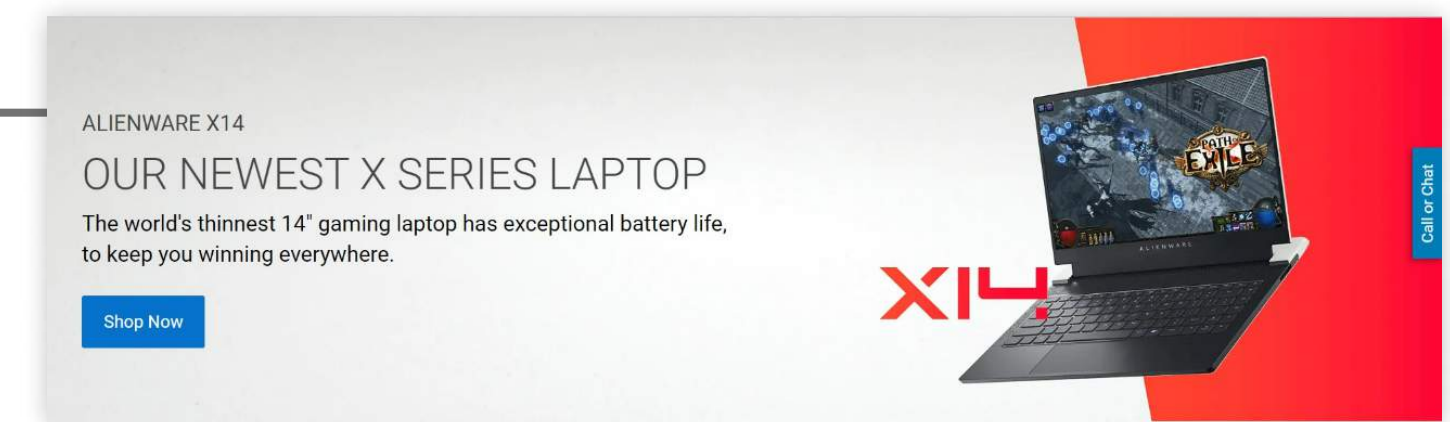 ALIENWARE X14
OUR NEWEST X SERIES LAPTOP
The world's thinnest 14" gaming laptop has exceptional battery life,
to keep you winning everywhere.
Shop Now
X14
PATH OF
EXILE
ALIENWARE
Call or Chat